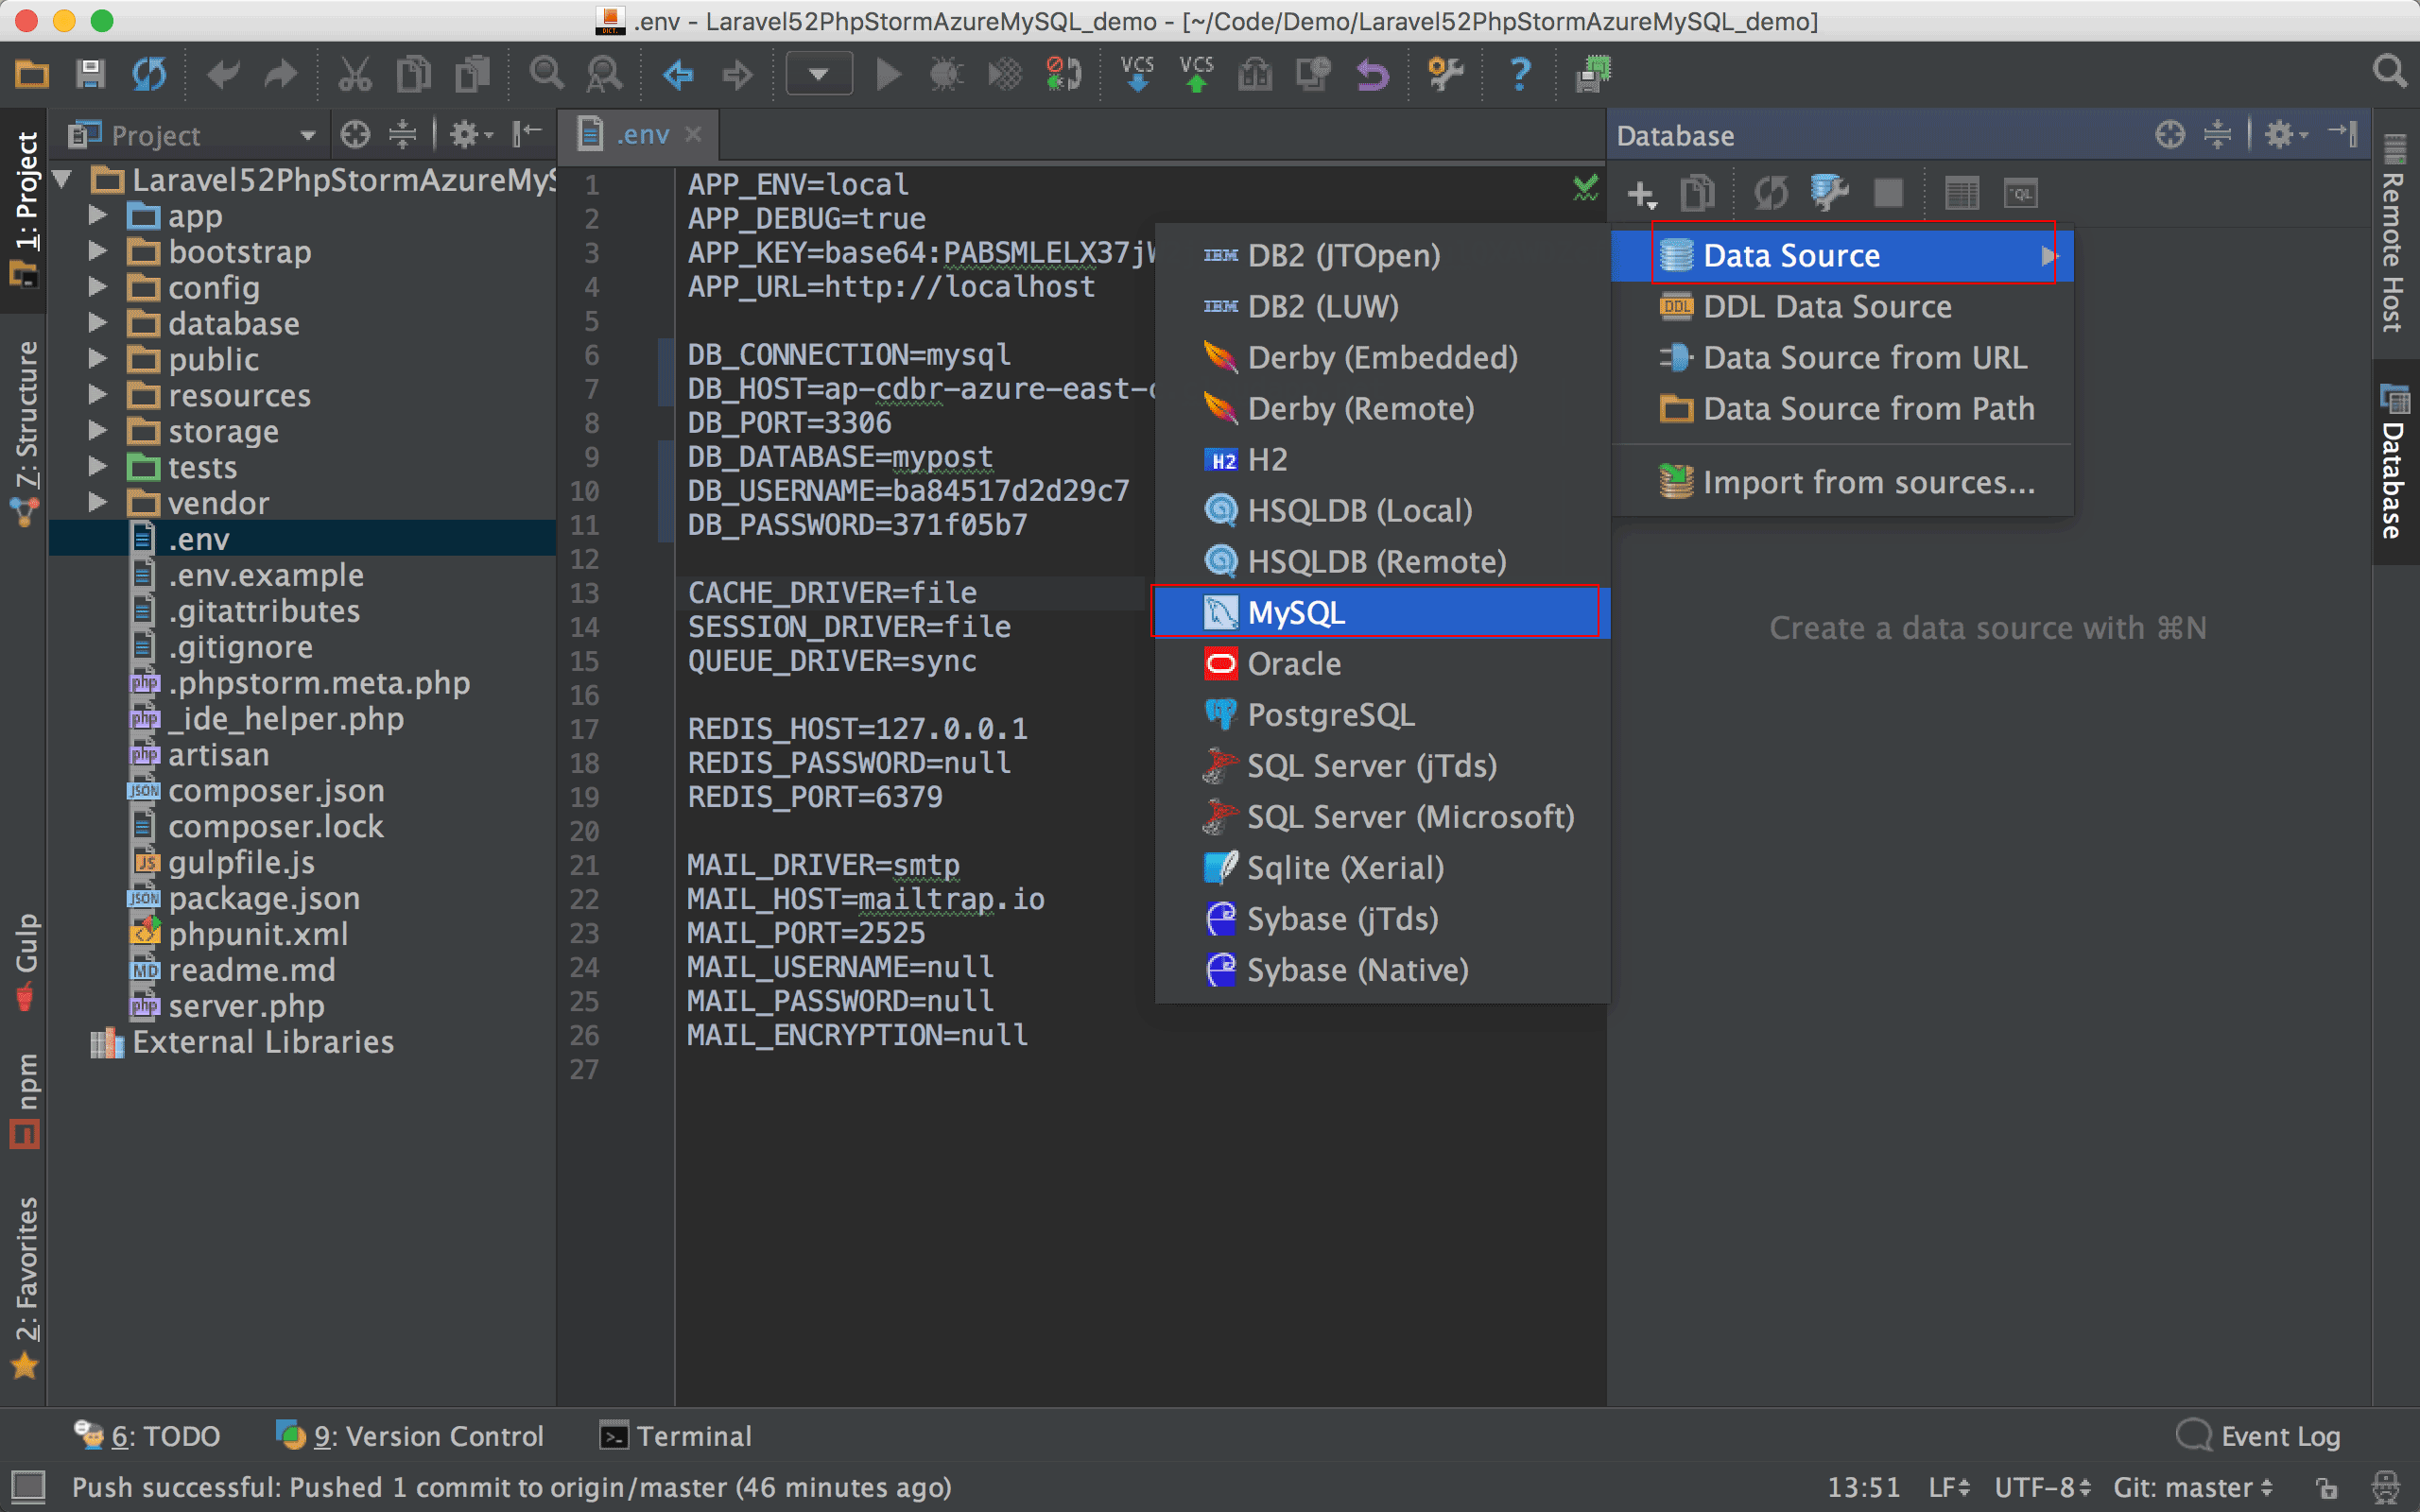 .env - Laravel52PhpStormAzureMySQL_demo - [~/Code/Demo/Laravel52PhpStormAzureMySQL_demo]
VCS
VCS
?
1: Project
7: Structure
Gulp
npm
2: Favorites
Project
Laravel52PhpStormAzureMyS
app
bootstrap
config
database
public
resources
storage
tests
vendor
.env
.env.example
.gitattributes
.gitignore
.phpstorm.meta.php
_ide_helper.php
artisan
composer.json
composer.lock
gulpfile.js
package.json
phpunit.xml
readme.md
server.php
External Libraries
.env
1 APP_ENV=local
2 APP_DEBUG=true
3 APP_KEY=base64:PABSMLELX37jW
4 APP_URL=http://localhost
5
6 DB_CONNECTION=mysql
7 DB_HOST=ap-cdbr-azure-east-c
8 DB_PORT=3306
9 DB_DATABASE=mypost
10 DB_USERNAME=ba84517d2d29c7
11 DB_PASSWORD=371f05b7
12
13 CACHE_DRIVER=file
14 SESSION_DRIVER=file
15 QUEUE_DRIVER=sync
16
17 REDIS_HOST=127.0.0.1
18 REDIS_PASSWORD=null
19 REDIS_PORT=6379
20
21 MAIL_DRIVER=smtp
22 MAIL_HOST=mailtrap.io
23 MAIL_PORT=2525
24 MAIL_USERNAME=null
25 MAIL_PASSWORD=null
26 MAIL_ENCRYPTION=null
27
IBM DB2 (JTOpen)
IBM DB2 (LUW)
Derby (Embedded)
Derby (Remote)
H2 H2
HSQLDB (Local)
HSQLDB (Remote)
MySQL
Oracle
PostgreSQL
SQL Server (jTds)
SQL Server (Microsoft)
Sqlite (Xerial)
Sybase (jTds)
Sybase (Native)
Database
Data Source
DDL DDL Data Source
Data Source from URL
Data Source from Path
Import from sources...
Create a data source with ⌘N
Remote Host
Database
6: TODO
9: Version Control
Terminal
Event Log
Push successful: Pushed 1 commit to origin/master (46 minutes ago)
13:51
LF
UTF-8
Git: master